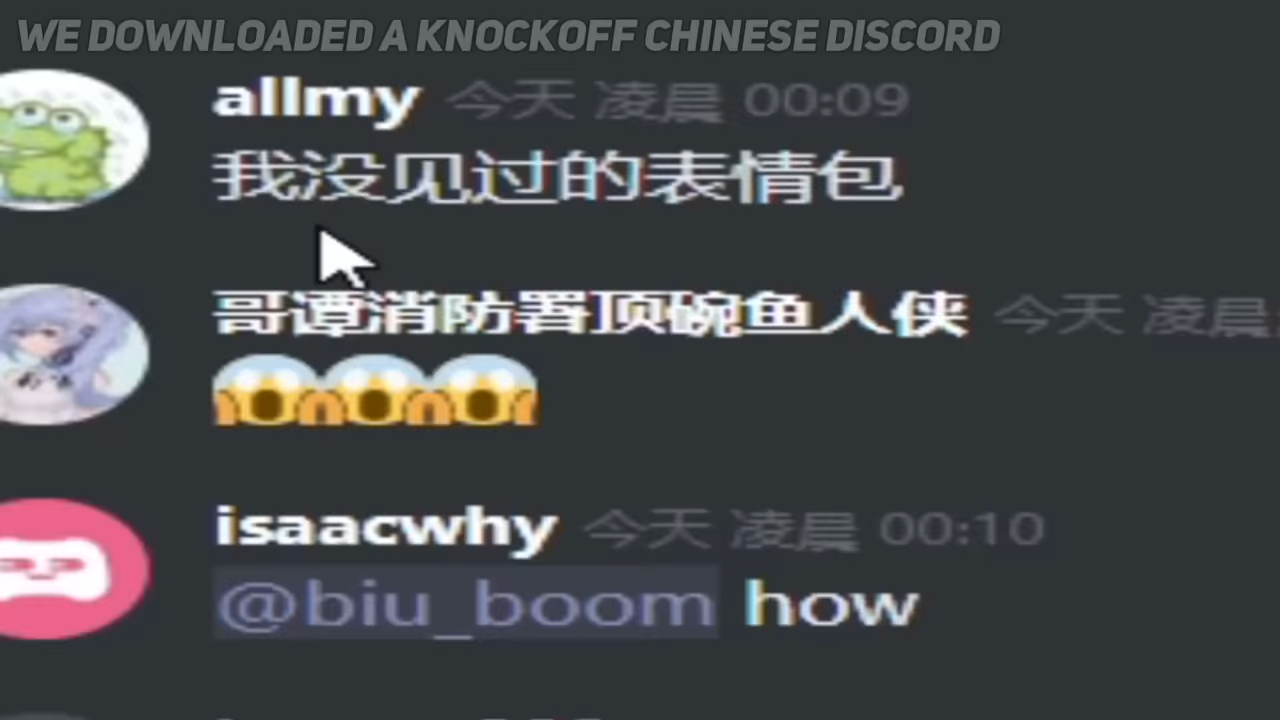 WE DOWNLOADED A KNOCKOFF CHINESE DISCORD
allmy 今天 凌晨 00:09
我没见过的表情包
哥谭消防署顶碗鱼人侠 今天 凌晨
😱😱😱
isaacwhy 今天 凌晨 00:10
@biu_boom how